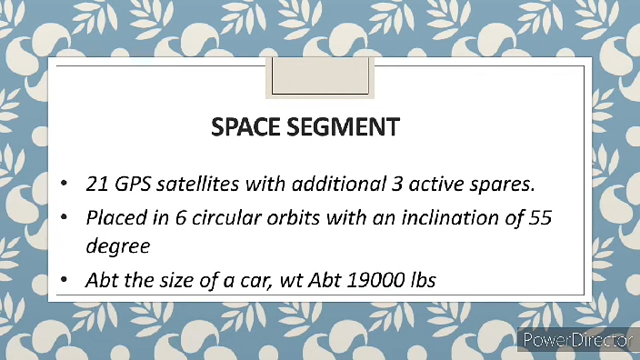 SPACE SEGMENT
• 21 GPS satellites with additional 3 active spares.
• Placed in 6 circular orbits with an inclination of 55
degree
• Abt the size of a car, wt Abt 19000 lbs
PowerDirector